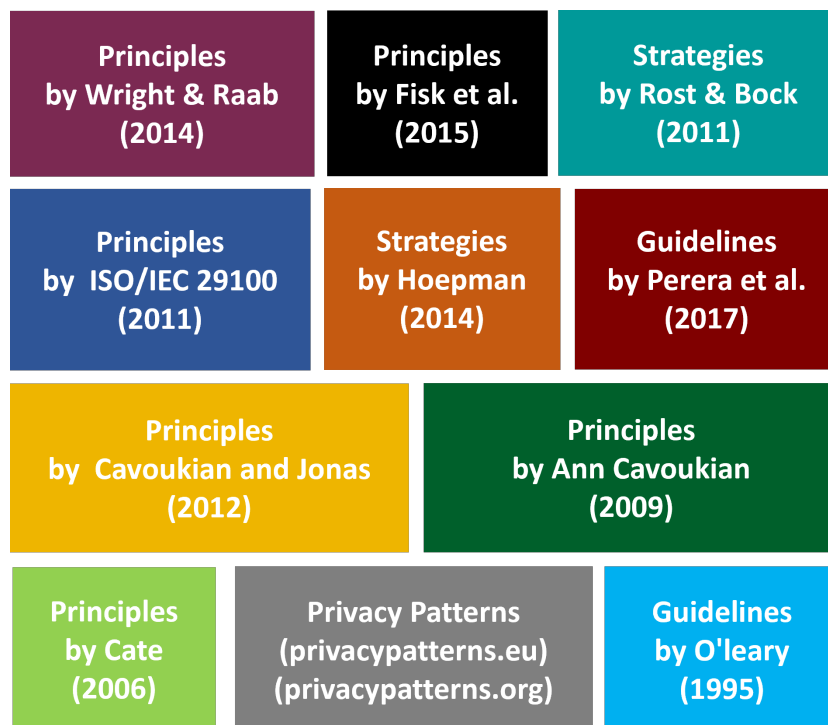 Principles
by Wright & Raab
(2014)
Principles
by Fisk et al.
(2015)
Strategies
by Rost & Bock
(2011)
Principles
by  ISO/IEC 29100
(2011)
Strategies
by Hoepman
(2014)
Guidelines
by Perera et al.
(2017)
Principles
by  Cavoukian and Jonas
(2012)
Principles
by Ann Cavoukian
(2009)
Principles
by Cate
(2006)
Privacy Patterns
(privacypatterns.eu)
(privacypatterns.org)
Guidelines
by O'leary
(1995)